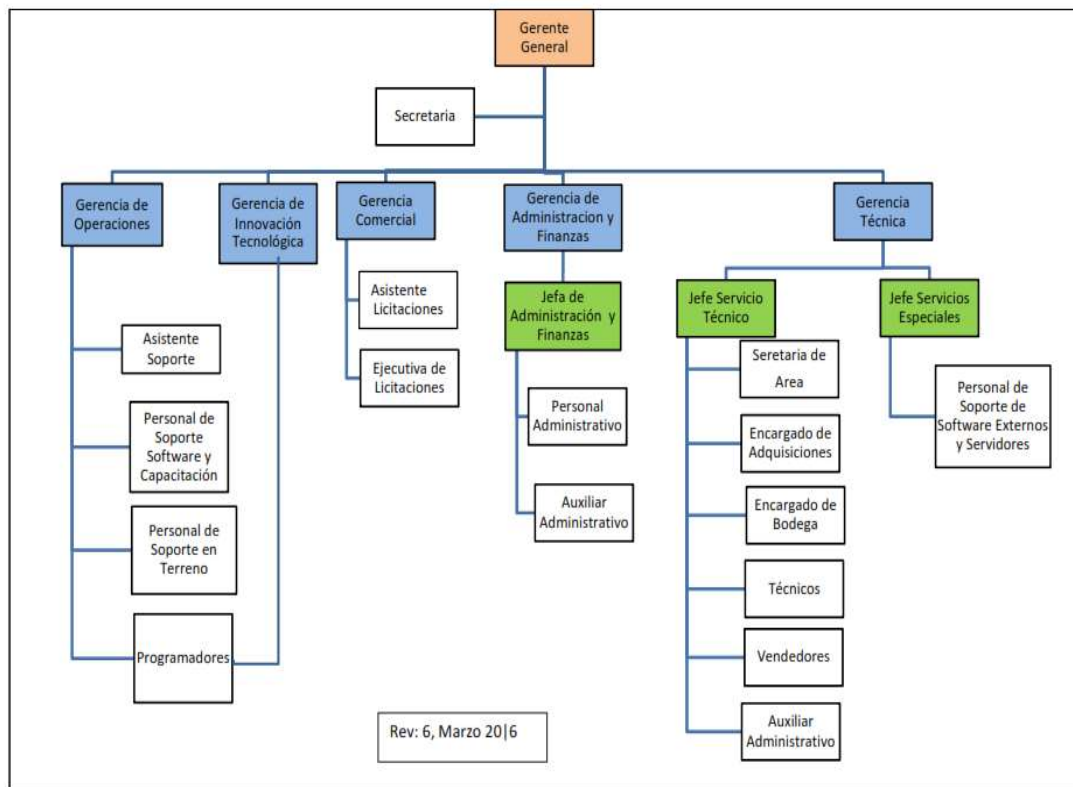 Gerente
General
Secretaria
Gerencia de
Operaciones
Gerencia de
Innovación
Tecnológica
Gerencia
Comercial
Gerencia de
Administracion y
Finanzas
Gerencia
Técnica
Asistente
Licitaciones
Ejecutiva de
Licitaciones
Jefa de
Administración y
Finanzas
Jefe Servicio
Técnico
Jefe Servicios
Especiales
Asistente
Soporte
Personal de
Soporte
Software y
Capacitación
Personal de
Soporte en
Terreno
Programadores
Personal
Administrativo
Auxiliar
Administrativo
Seretaria de
Area
Encargado de
Adquisiciones
Encargado de
Bodega
Técnicos
Vendedores
Auxiliar
Administrativo
Personal de
Soporte de
Software Externos
y Servidores
Rev: 6, Marzo 20|6